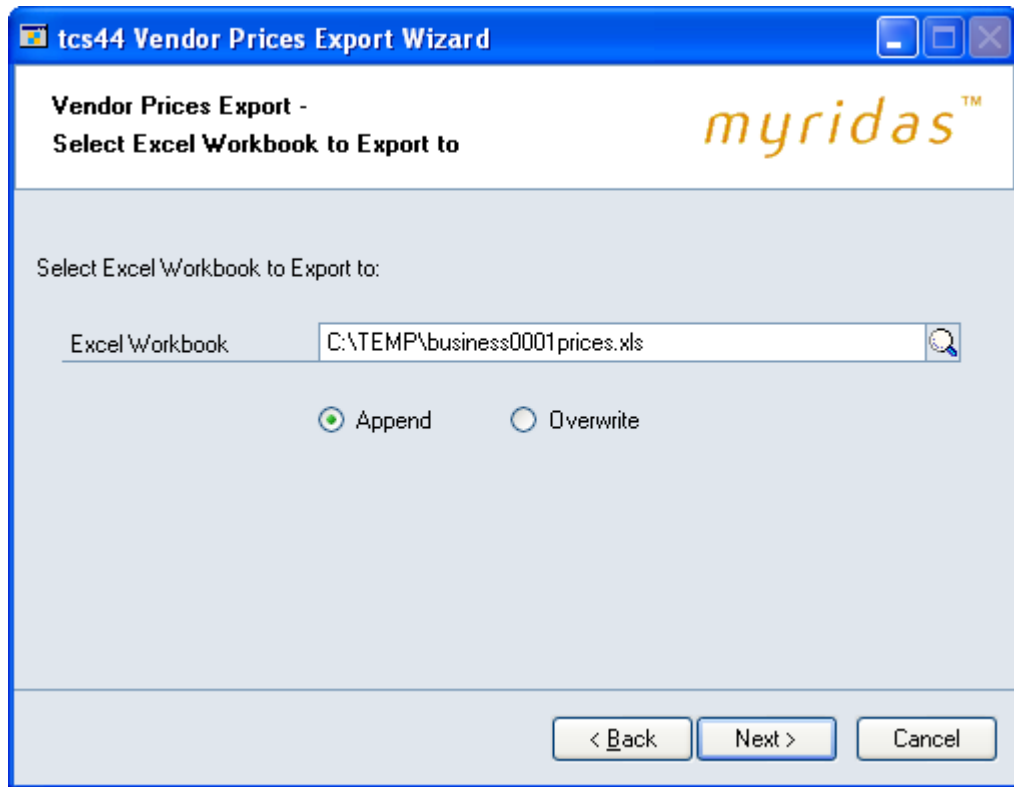 tcs44 Vendor Prices Export Wizard
Vendor Prices Export -
Select Excel Workbook to Export to
myridas™
Select Excel Workbook to Export to:
Excel Workbook C:\TEMP\business0001prices.xls
Append Overwrite
< Back Next > Cancel